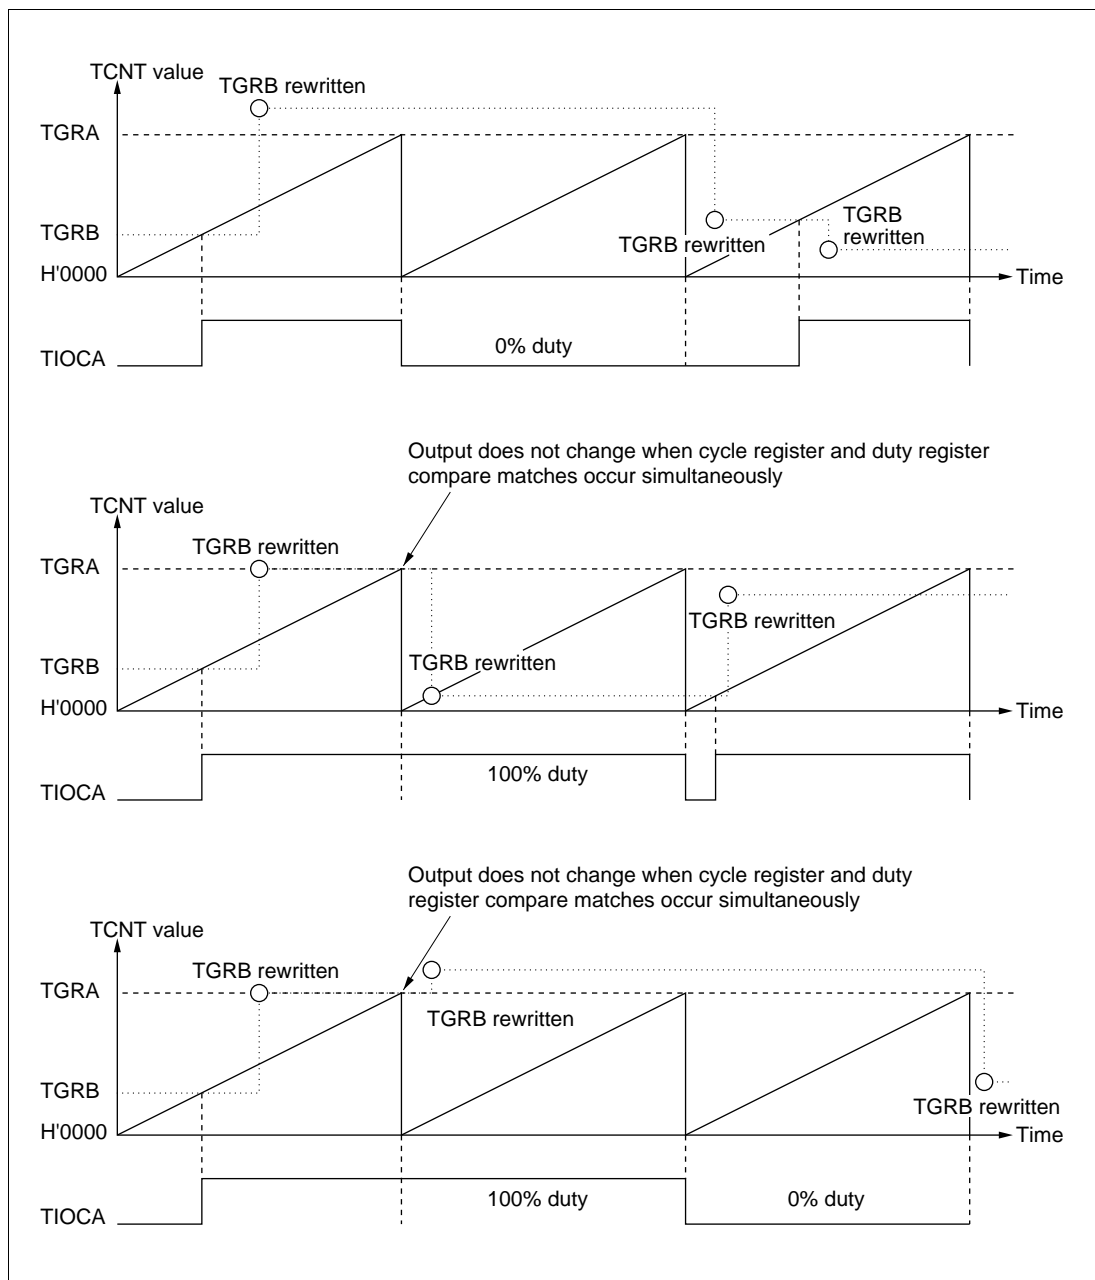 TCNT value
TGRB rewritten
TGRA
TGRB
TGRB
rewritten
TGRB rewritten
H'0000
Time
TIOCA
0% duty
Output does not change when cycle register and duty register
compare matches occur simultaneously
TCNT value
TGRB rewritten
TGRA
TGRB rewritten
TGRB
TGRB rewritten
H'0000
Time
TIOCA
100% duty
Output does not change when cycle register and duty
register compare matches occur simultaneously
TCNT value
TGRB rewritten
TGRA
TGRB rewritten
TGRB
TGRB rewritten
H'0000
Time
TIOCA
100% duty
0% duty